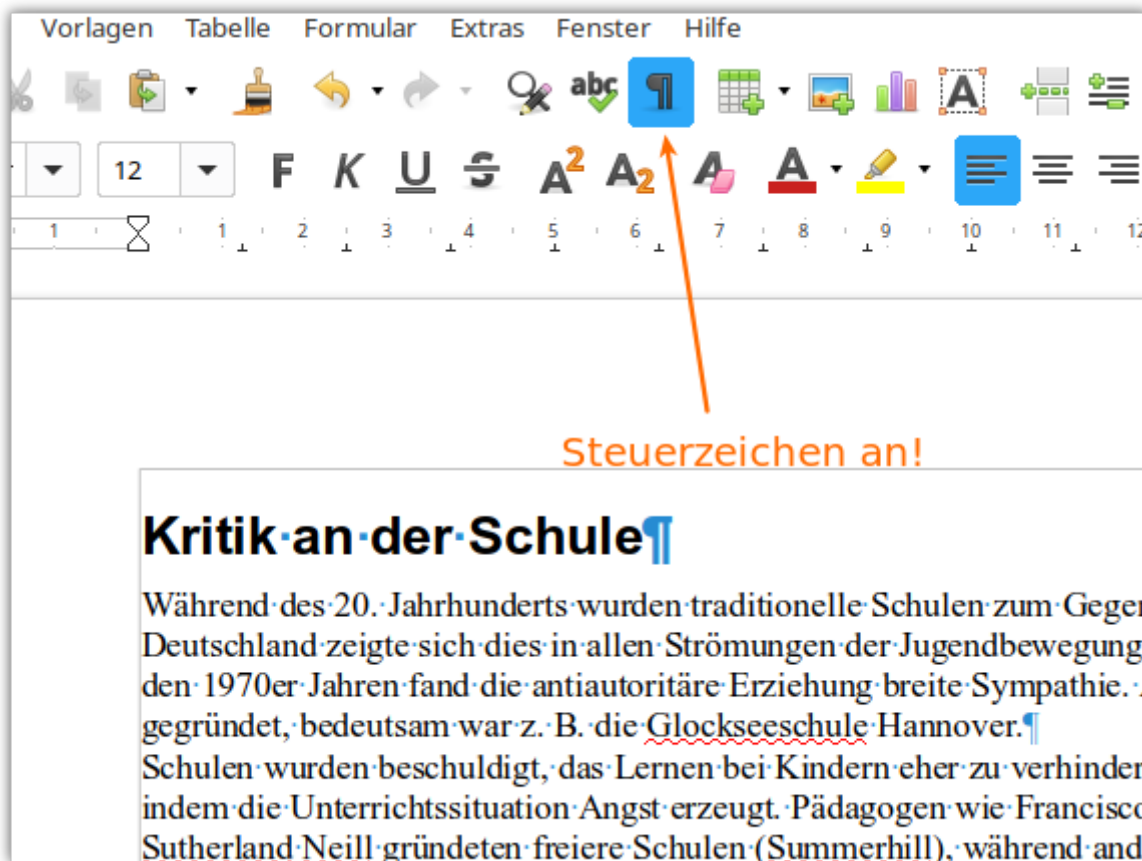 Vorlagen Tabelle Formular Extras Fenster Hilfe
abc A
12 F K U S A2 A2 A A
1 1 2 3 4 5 6 7 8 9 10 11 12
Steuerzeichen an!
Kritik·an·der·Schule¶
Während·des·20.·Jahrhunderts·wurden·traditionelle·Schulen·zum·
Deutschland·zeigte·sich·dies·in·allen·Strömungen·der·Jugendbewegung
den·1970er·Jahren·fand·die·antiautoritäre·Erziehung·breite·Sympathie.·
gegründet,·bedeutsam·war·z.·B.·die·Glockseeschule·Hannover.¶
Schulen·wurden·beschuldigt,·das·Lernen·bei·Kindern·eher·zu·
indem·die·Unterrichtssituation·Angst·erzeugt.·Pädagogen·wie·Francisco
Sutherland·Neill·gründeten·freiere·Schulen·(Summerhill),·während·